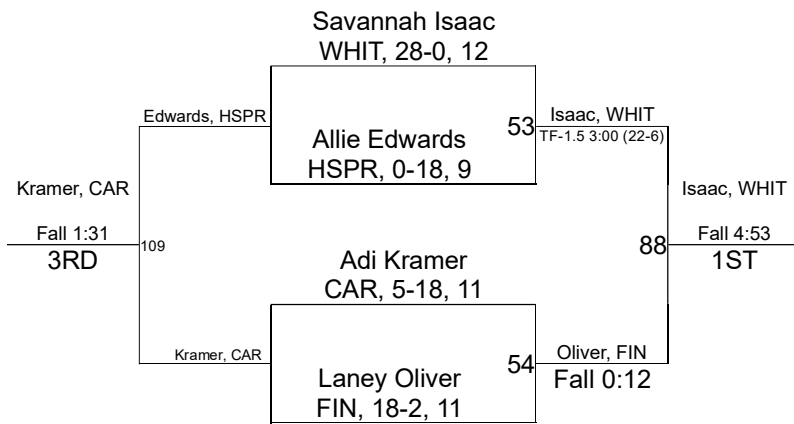 Savannah Isaac
WHIT, 28-0, 12
Edwards, HSPR
Allie Edwards
HSPR, 0-18, 9
53
Isaac, WHIT
TF-1.5 3:00 (22-6)
Kramer, CAR
Fall 1:31
3RD
109
Isaac, WHIT
88
Fall 4:53
1ST
Adi Kramer
CAR, 5-18, 11
Kramer, CAR
Laney Oliver
FIN, 18-2, 11
54
Oliver, FIN
Fall 0:12